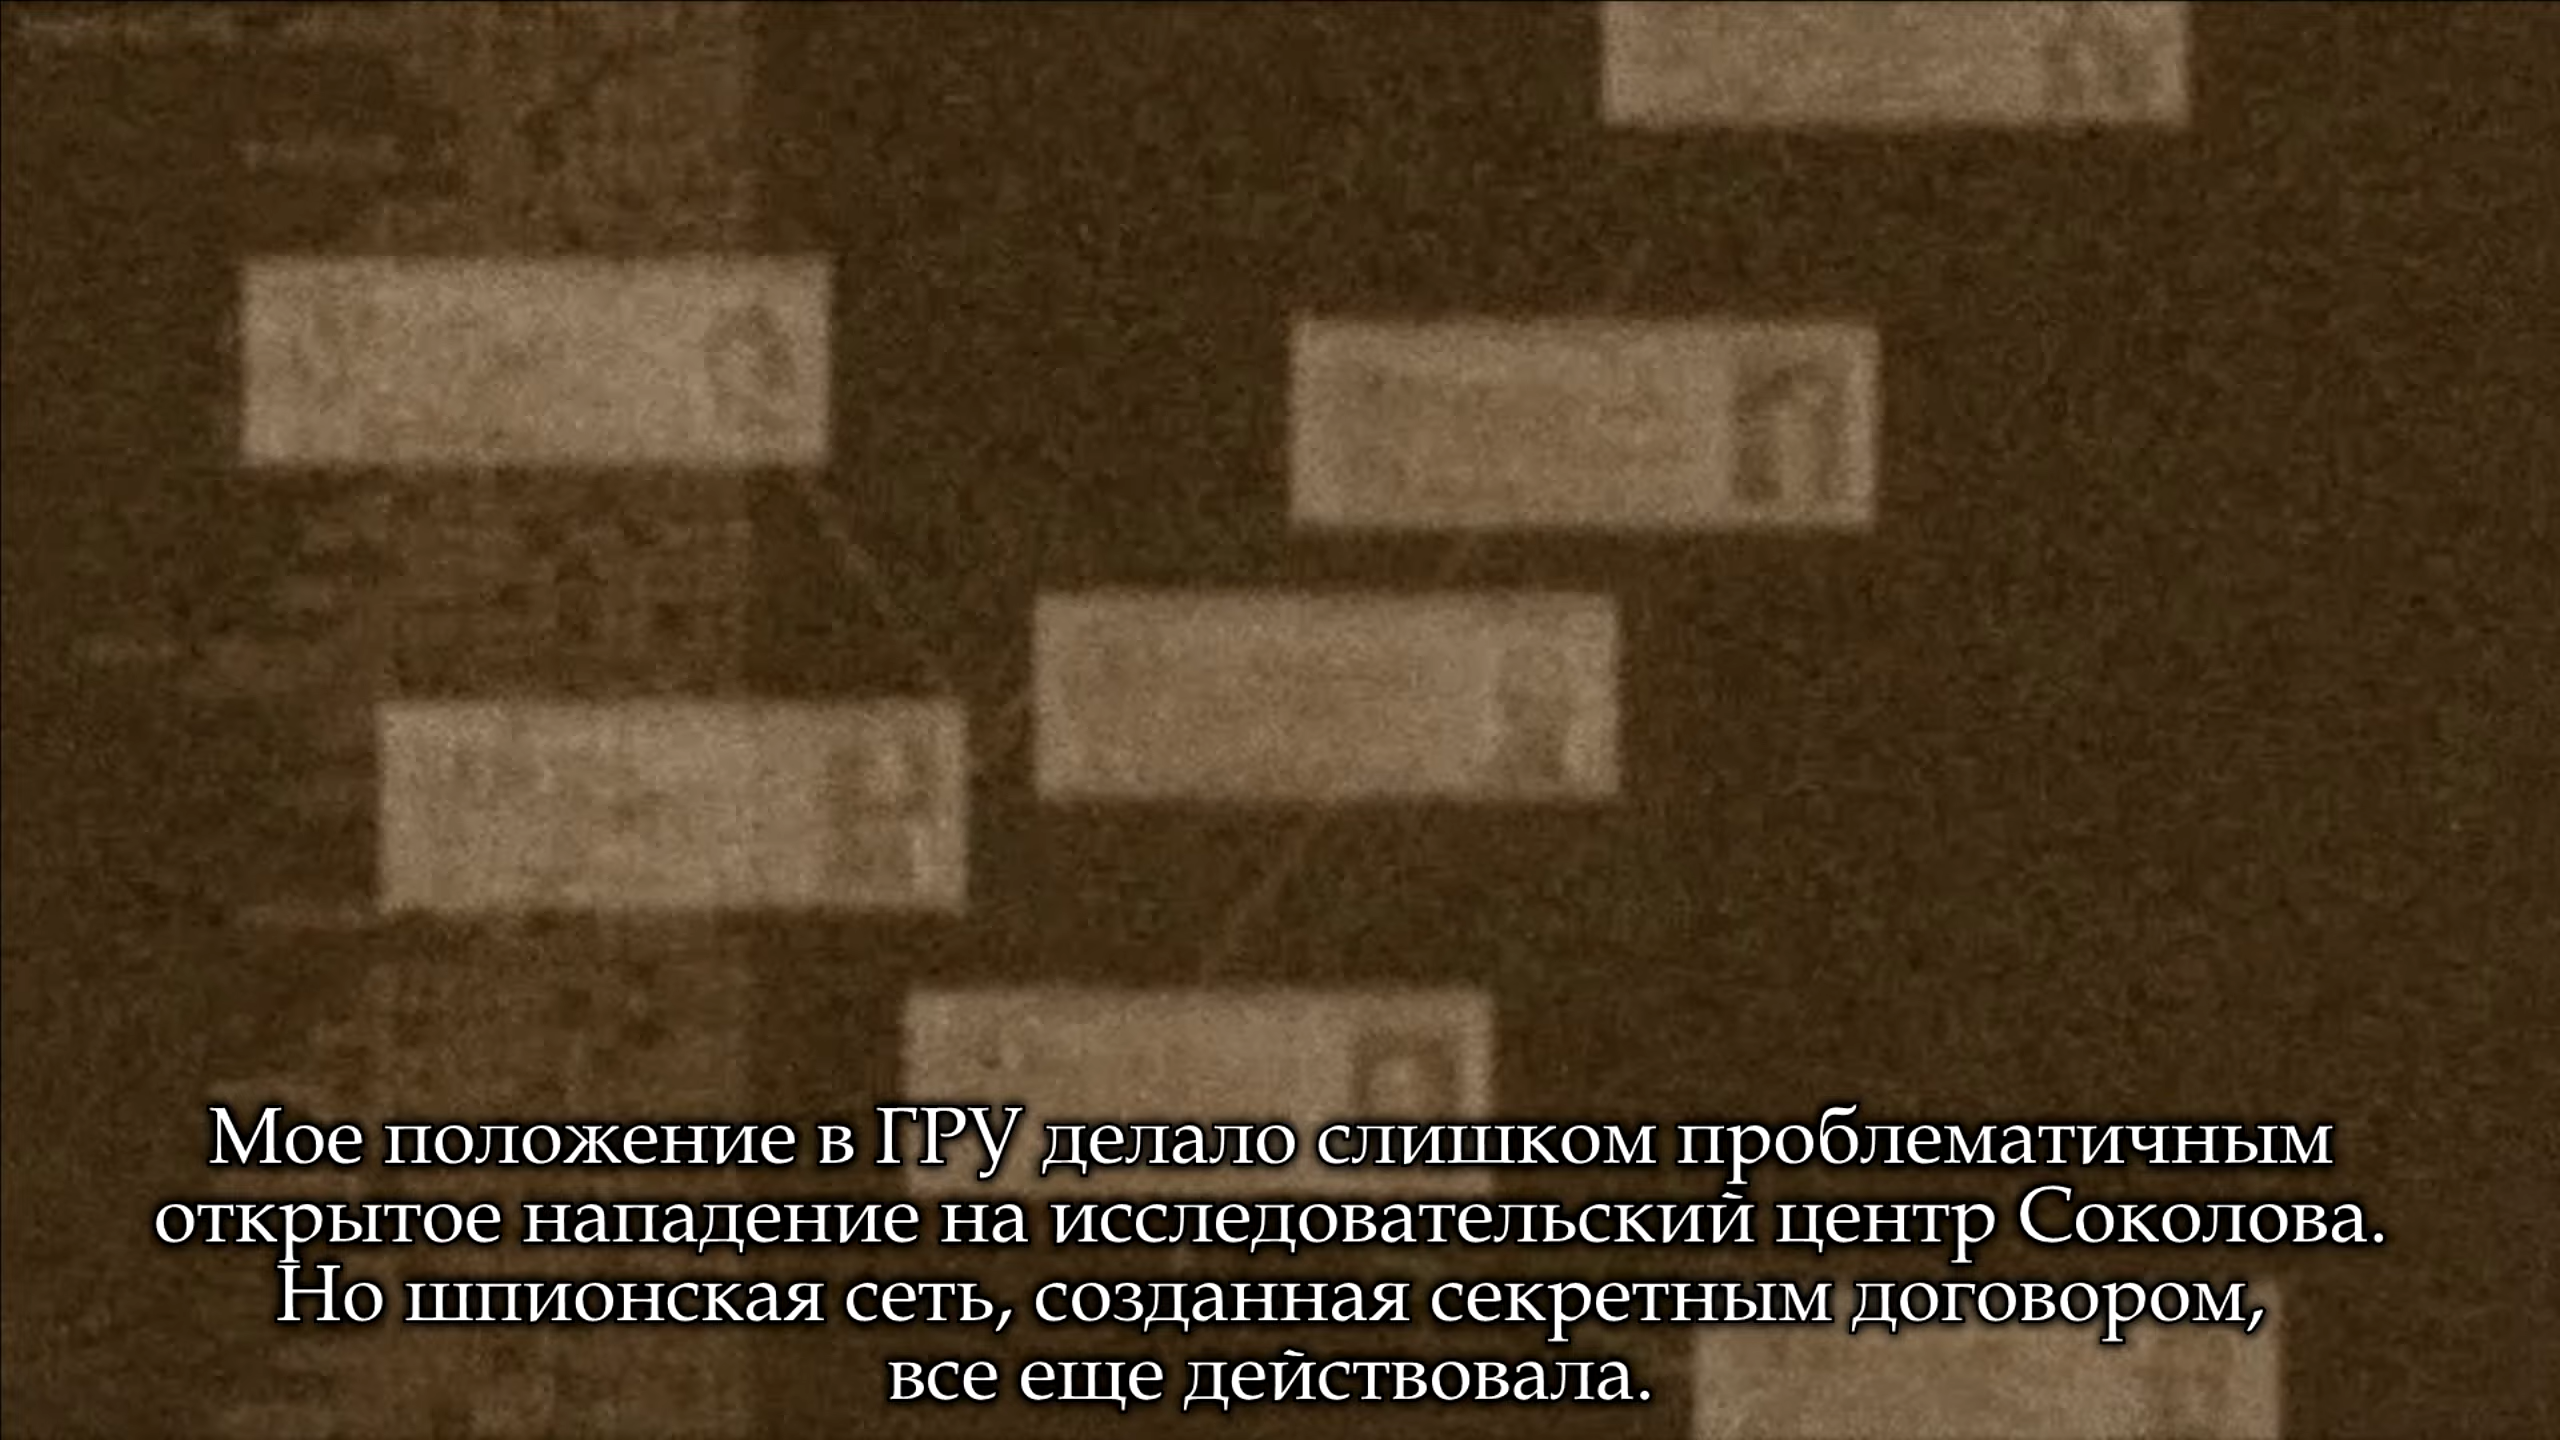 Мое положение в ГРУ делало слишком проблематичным
открытое нападение на исследовательский центр Соколова.
Но шпионская сеть, созданная секретным договором,
все еще действовала.